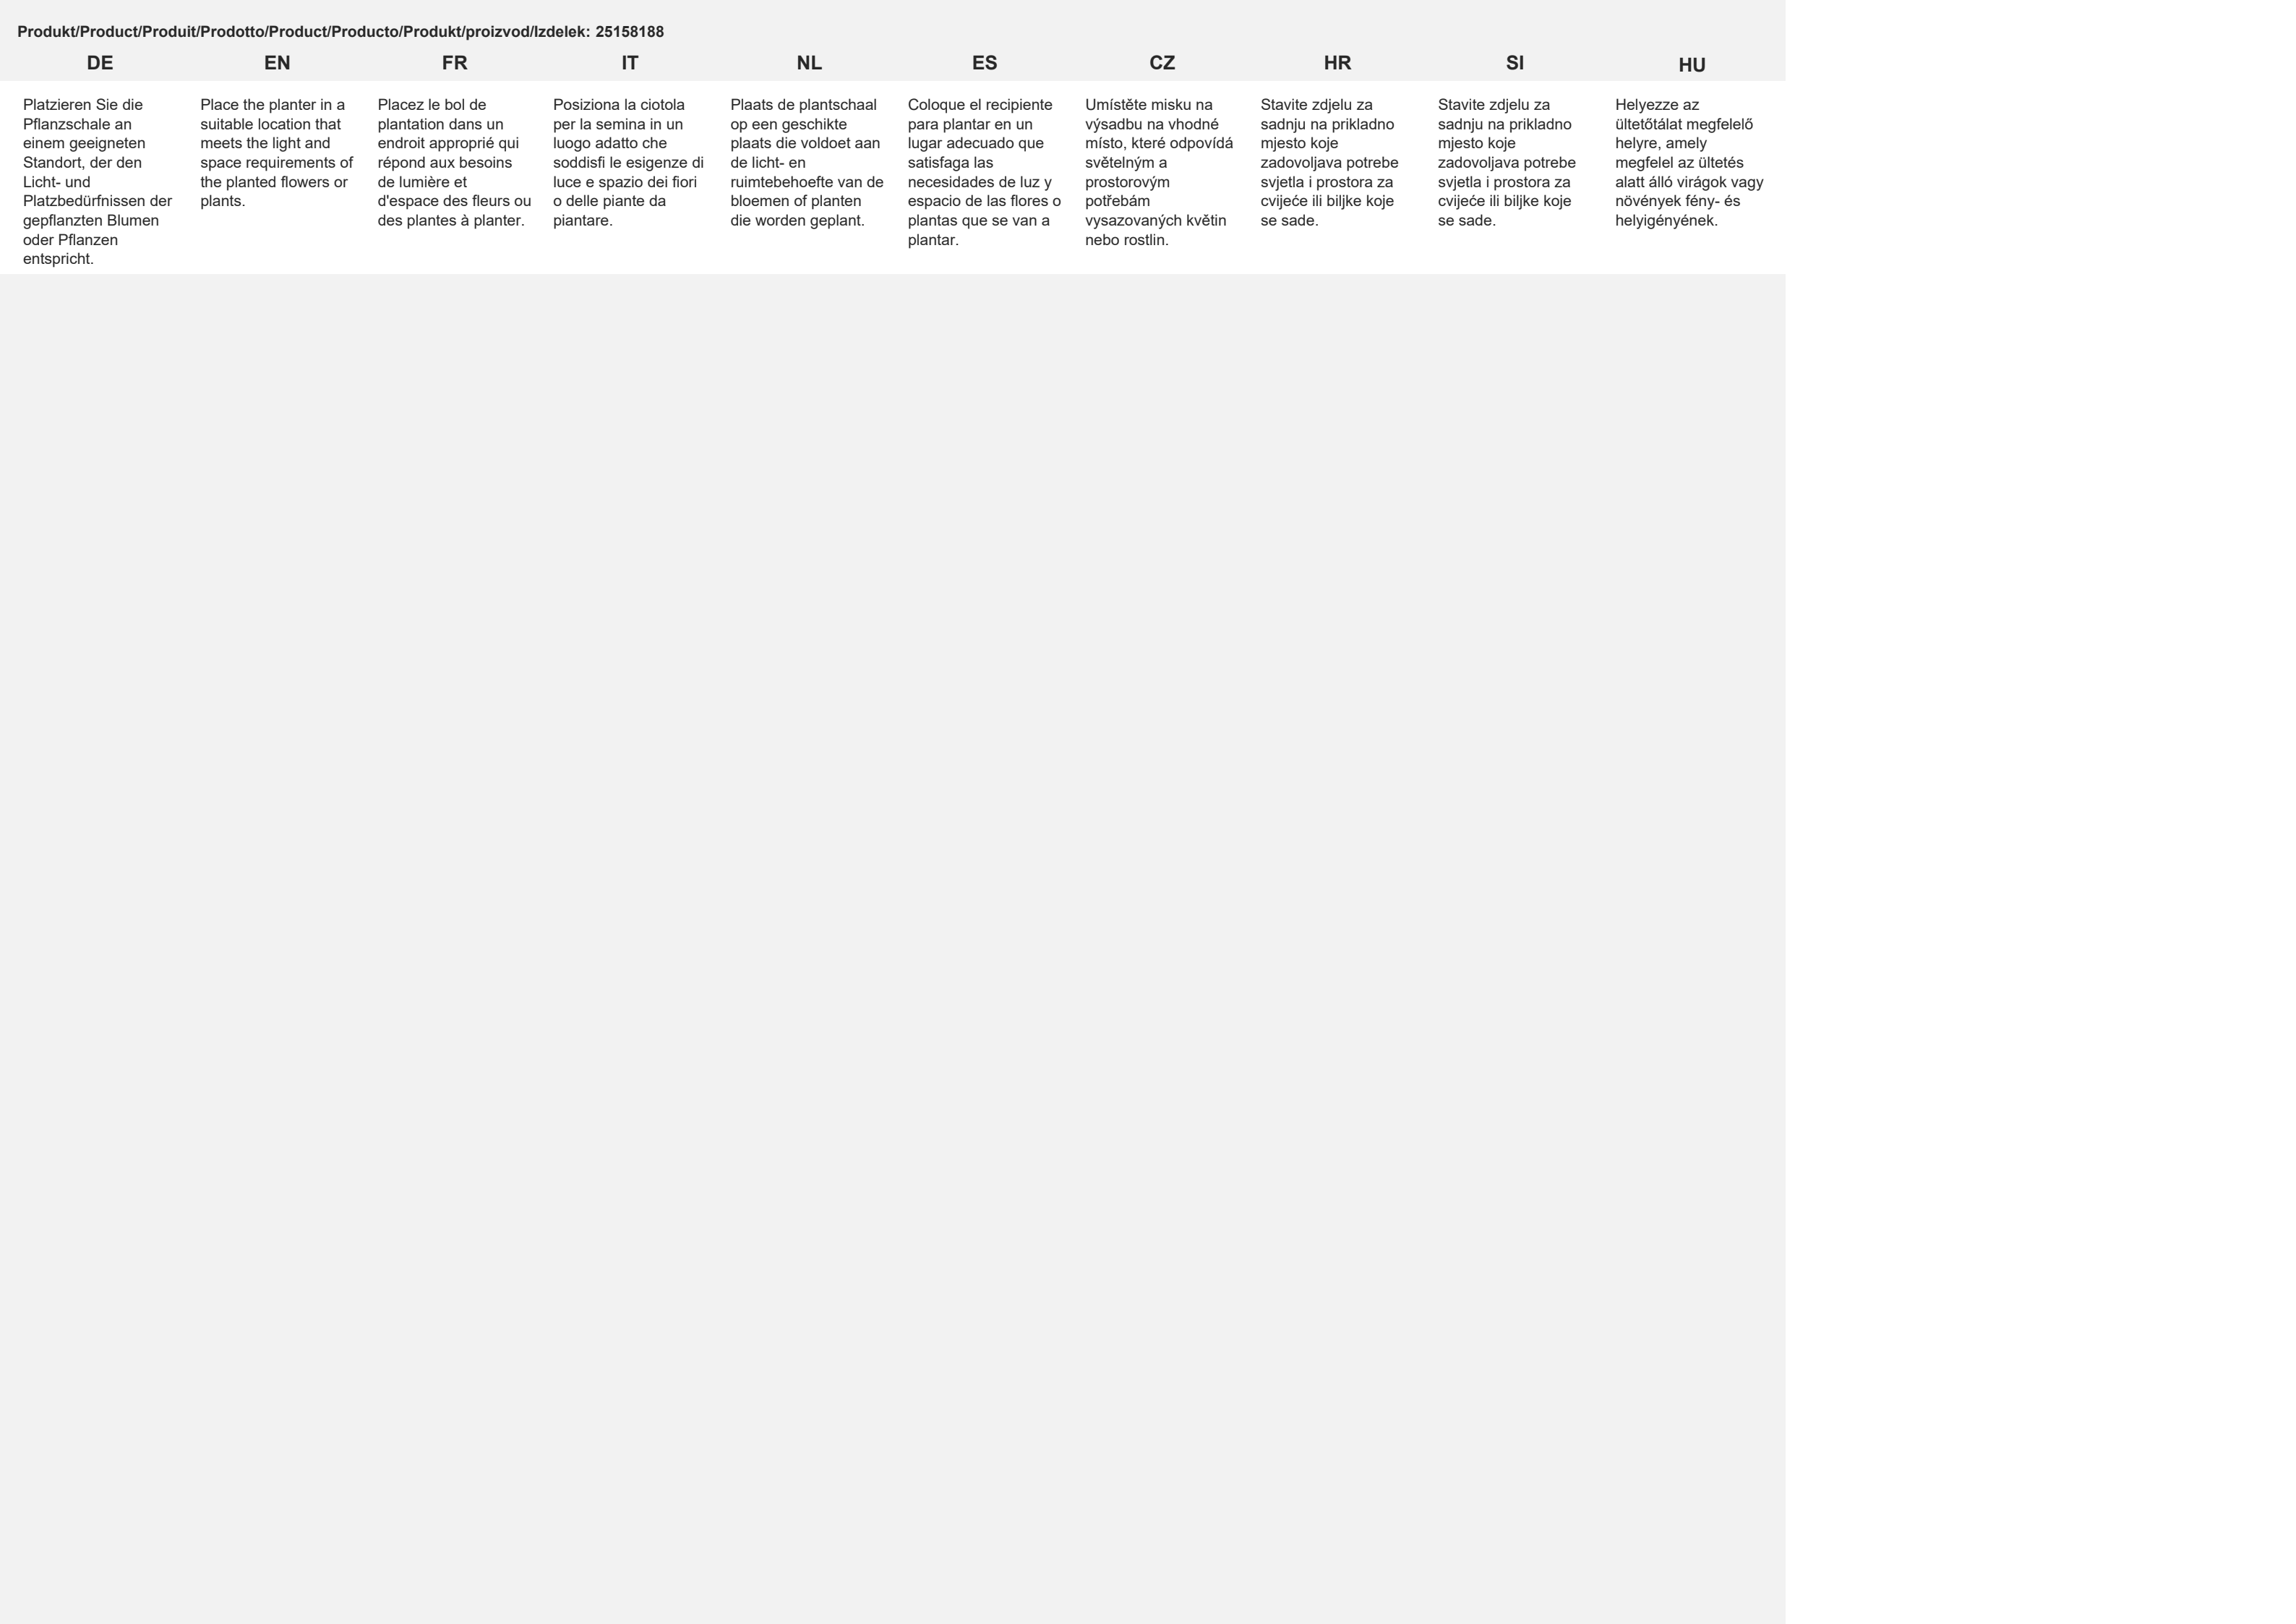 Produkt/Product/Produit/Prodotto/Product/Producto/Produkt/proizvod/Izdelek: 25158188
DE
Platzieren Sie die
Pflanzschale an
einem geeigneten
Standort, der den
Licht- und
Platzbedürfnissen der
gepflanzten Blumen
oder Pflanzen
entspricht.
EN
Place the planter in a
suitable location that
meets the light and
space requirements of
the planted flowers or
plants.
FR
Placez le bol de
plantation dans un
endroit approprié qui
répond aux besoins
de lumière et
d'espace des fleurs ou
des plantes à planter.
IT
Posiziona la ciotola
per la semina in un
luogo adatto che
soddisfi le esigenze di
luce e spazio dei fiori
o delle piante da
piantare.
NL
Plaats de plantschaal
op een geschikte
plaats die voldoet aan
de licht- en
ruimtebehoefte van de
bloemen of planten
die worden geplant.
ES
Coloque el recipiente
para plantar en un
lugar adecuado que
satisfaga las
necesidades de luz y
espacio de las flores o
plantas que se van a
plantar.
CZ
Umístěte misku na
výsadbu na vhodné
místo, které odpovídá
světelným a
prostorovým
potřebám
vysazovaných květin
nebo rostlin.
HR
Stavite zdjelu za
sadnju na prikladno
mjesto koje
zadovoljava potrebe
svjetla i prostora za
cvijeće ili biljke koje
se sade.
SI
Stavite zdjelu za
sadnju na prikladno
mjesto koje
zadovoljava potrebe
svjetla i prostora za
cvijeće ili biljke koje
se sade.
HU
Helyezze az
ültetőtálat megfelelő
helyre, amely
megfelel az ültetés
alatt álló virágok vagy
növények fény- és
helyigényének.